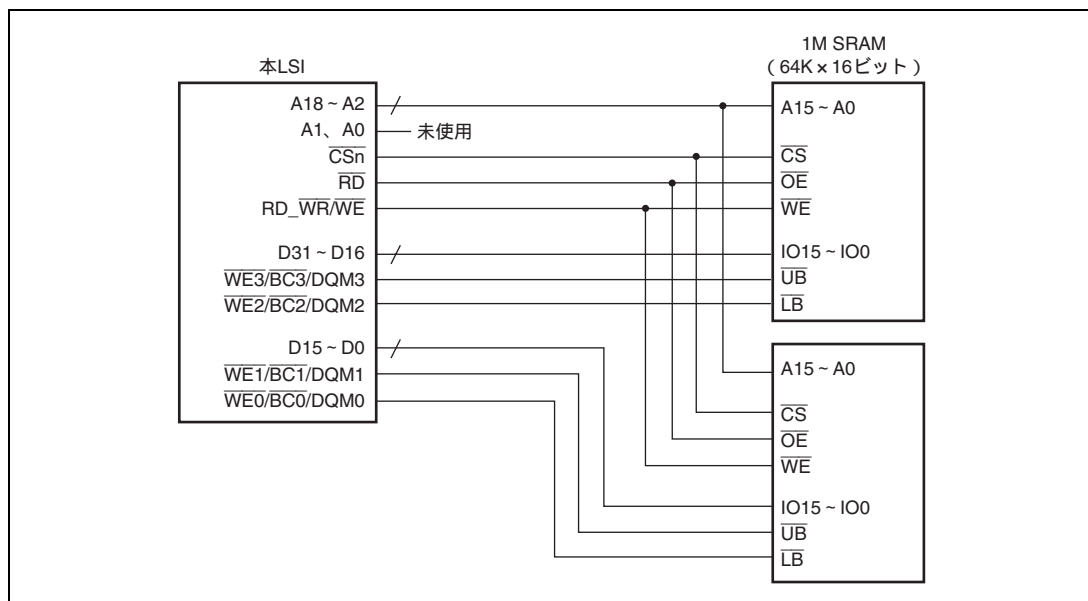 本LSI
A18 ~ A2
A1、A0
未使用
CSn
RD
RD_WR/WE
D31 ~ D16
WE3/BC3/DQM3
WE2/BC2/DQM2
D15 ~ D0
WE1/BC1/DQM1
WE0/BC0/DQM0
1M SRAM
(64K×16ビット)
A15 ~ A0
CS
OE
WE
IO15 ~ IO0
UB
LB
A15 ~ A0
CS
OE
WE
IO15 ~ IO0
UB
LB